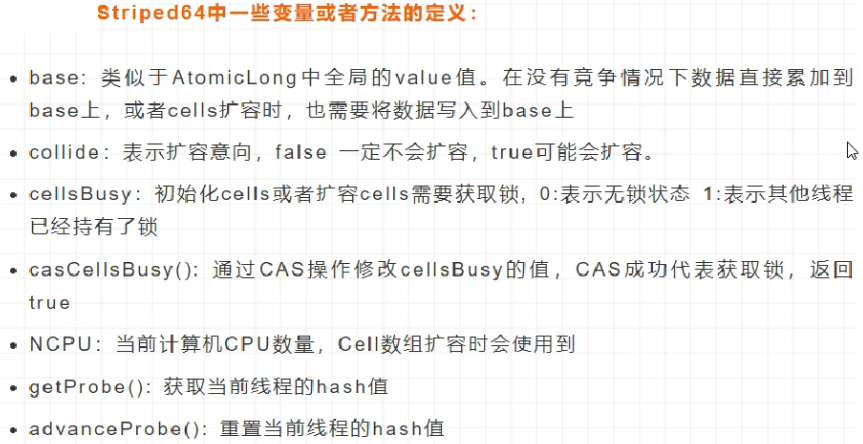 Striped64中一些变量或者方法的定义：
• base: 类似于AtomicLong中全局的value值。在没有竞争情况下数据直接累加到
base上，或者cells扩容时，也需要将数据写入到base上
• collide：表示扩容意向，false 一定不会扩容，true可能会扩容。
• cellsBusy：初始化cells或者扩容cells需要获取锁，0:表示无锁状态 1:表示其他线程
已经持有了锁
• casCellsBusy(): 通过CAS操作修改cellsBusy的值，CAS成功代表获取锁，返回
true
• NCPU：当前计算机CPU数量，Cell数组扩容时会使用到
• getProbe(): 获取当前线程的hash值
• advanceProbe(): 重置当前线程的hash值